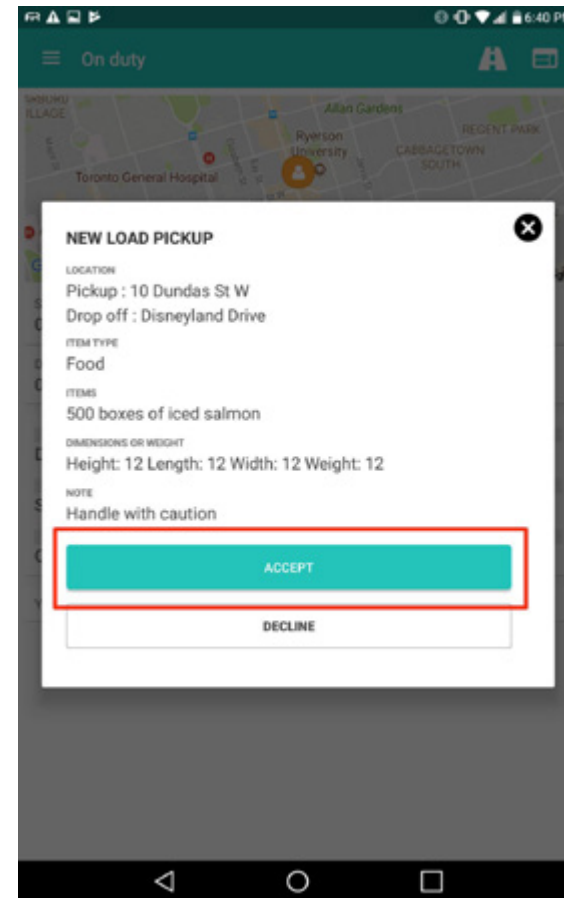 6:40 P
On duty
Allan Gardens
Ryerson
University
REGENT PARK
CABBAGETOWN
SOUTH
Toronto General Hospital
NEW LOAD PICKUP
LOCATION
Pickup : 10 Dundas St W
Drop off : Disneyland Drive
ITEM TYPE
Food
ITEMS
500 boxes of iced salmon
DIMENSIONS OR WEIGHT
Height: 12 Length: 12 Width: 12 Weight: 12
NOTE
Handle with caution
ACCEPT
DECLINE